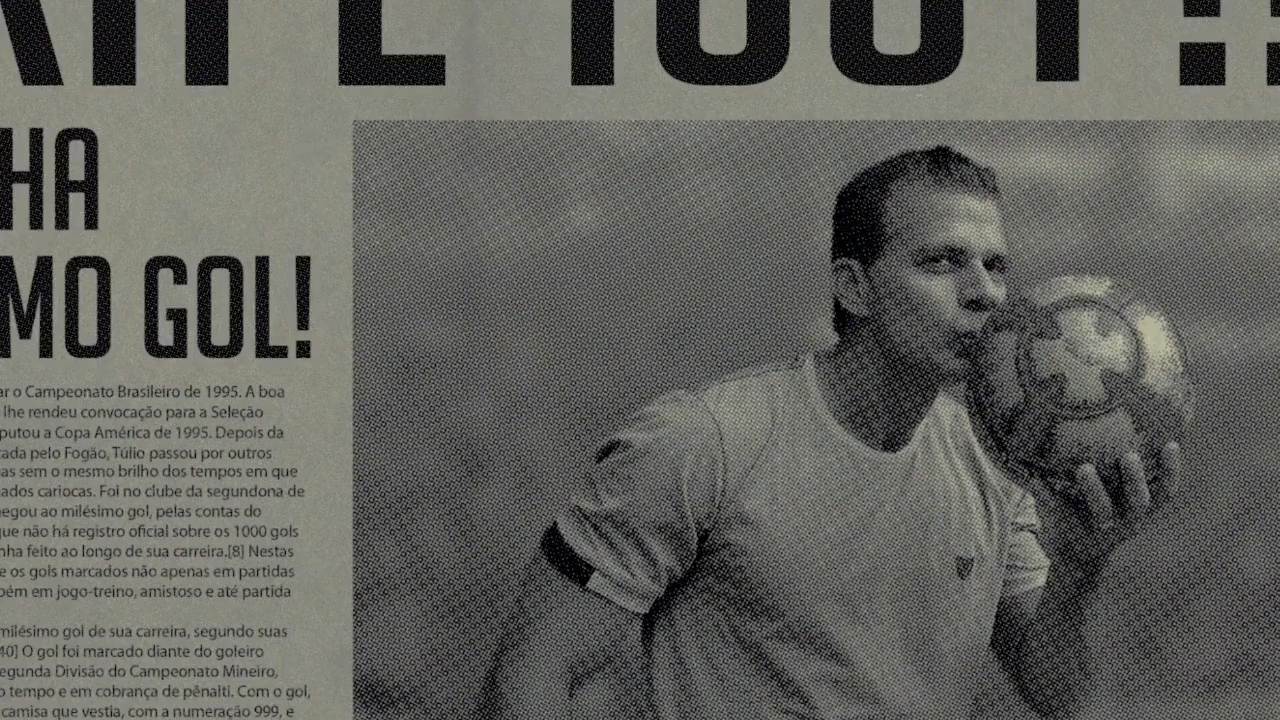 HA
MO GOL!
ar o Campeonato Brasileiro de 1995. A boa
lhe rendeu convocação para a Seleção
putou a Copa América de 1995. Depois da
tada pelo Fogão, Túlio passou por outros
as sem o mesmo brilho dos tempos em que
ados cariocas. Foi no clube da segundona de
hegou ao milésimo gol, pelas contas do
que não há registro oficial sobre os 1000 gols
nha feito ao longo de sua carreira.[8] Nestas
e os gols marcados não apenas em partidas
bém em jogo-treino, amistoso e até partida
milésimo gol de sua carreira, segundo suas
40] O gol foi marcado diante do goleiro
egunda Divisão do Campeonato Mineiro,
o tempo e em cobrança de pênalti. Com o gol,
camisa que vestia, com a numeração 999, e